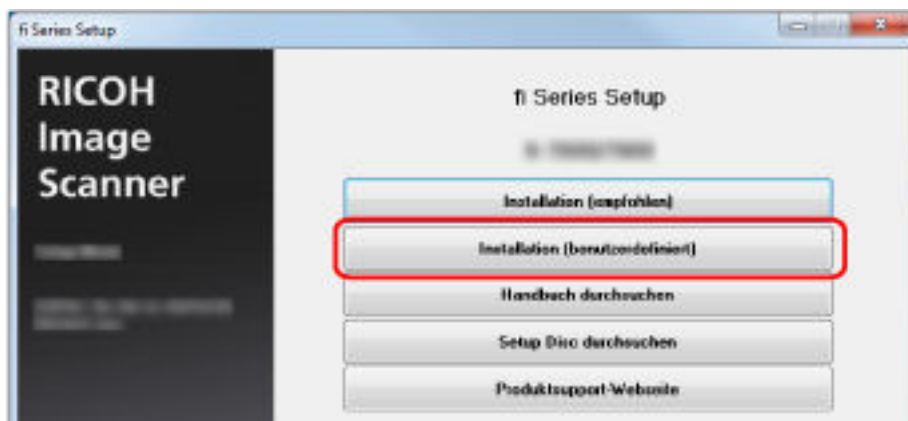 fi Series Setup
RICOH
Image
Scanner
fi Series Setup
Installation (empfohlen)
Installation (benutzerdefiniert)
Handbuch durchsuchen
Setup Disc durchsuchen
Produktsupport-Webseite